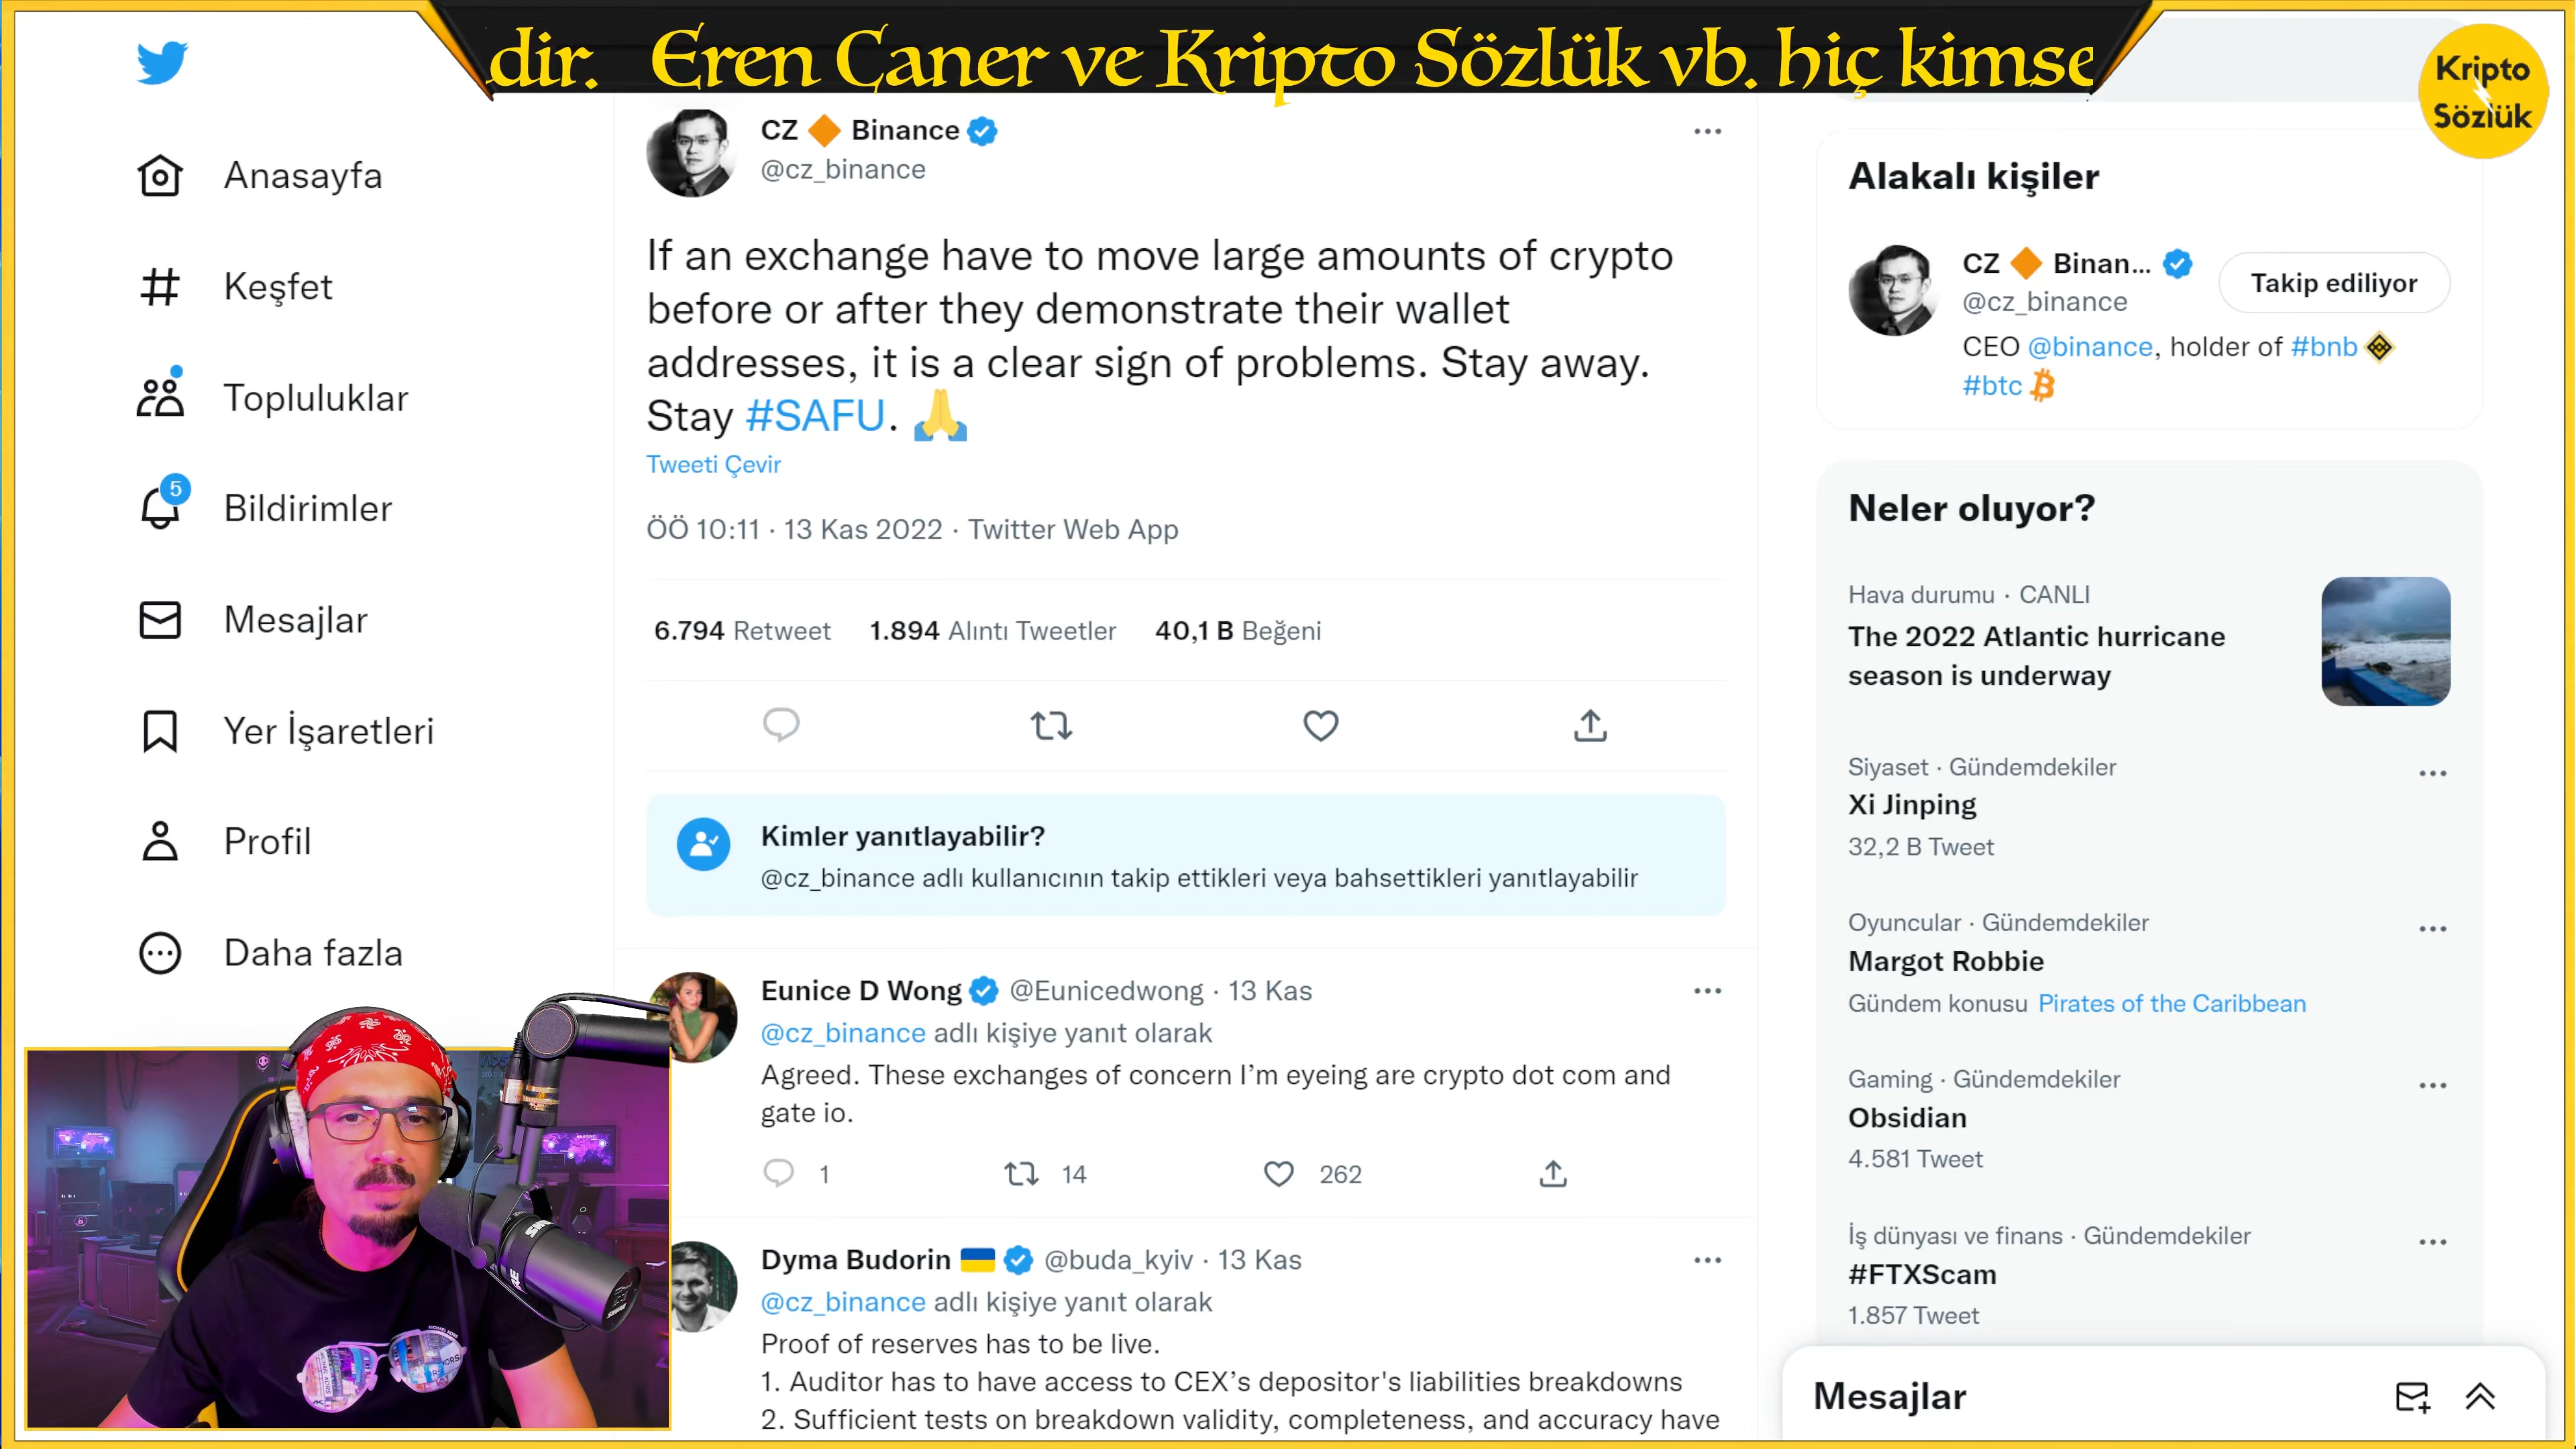 dir. Eren Caner ve Kripto Sözlük vb. hiç kimse
Kripto
Sözlük
Anasayfa
Keşfet
Topluluklar
5
Bildirimler
Mesajlar
Yer İşaretleri
Profil
Daha fazla
CZ 🔶 Binance
@cz_binance
If an exchange have to move large amounts of crypto
before or after they demonstrate their wallet
addresses, it is a clear sign of problems. Stay away.
Stay #SAFU. 🙏
Tweeti Çevir
ÖÖ 10:11 · 13 Kas 2022 · Twitter Web App
6.794 Retweet 1.894 Alıntı Tweetler 40,1 B Beğeni
Kimler yanıtlayabilir?
@cz_binance adlı kullanıcının takip ettikleri veya bahsettikleri yanıtlayabilir
Eunice D Wong @Eunicedwong · 13 Kas
@cz_binance adlı kişiye yanıt olarak
Agreed. These exchanges of concern I’m eyeing are crypto dot com and
gate io.
1 14 262
Dyma Budorin 🇺🇦 @buda_kyiv · 13 Kas
@cz_binance adlı kişiye yanıt olarak
Proof of reserves has to be live.
1. Auditor has to have access to CEX’s depositor's liabilities breakdowns
2. Sufficient tests on breakdown validity, completeness, and accuracy have
Alakalı kişiler
CZ 🔶 Binan...
@cz_binance
Takip ediliyor
CEO @binance, holder of #bnb
#btc
Neler oluyor?
Hava durumu · CANLI
The 2022 Atlantic hurricane
season is underway
Siyaset · Gündemdekiler
Xi Jinping
32,2 B Tweet
Oyuncular · Gündemdekiler
Margot Robbie
Gündem konusu Pirates of the Caribbean
Gaming · Gündemdekiler
Obsidian
4.581 Tweet
İş dünyası ve finans · Gündemdekiler
#FTXScam
1.857 Tweet
Mesajlar